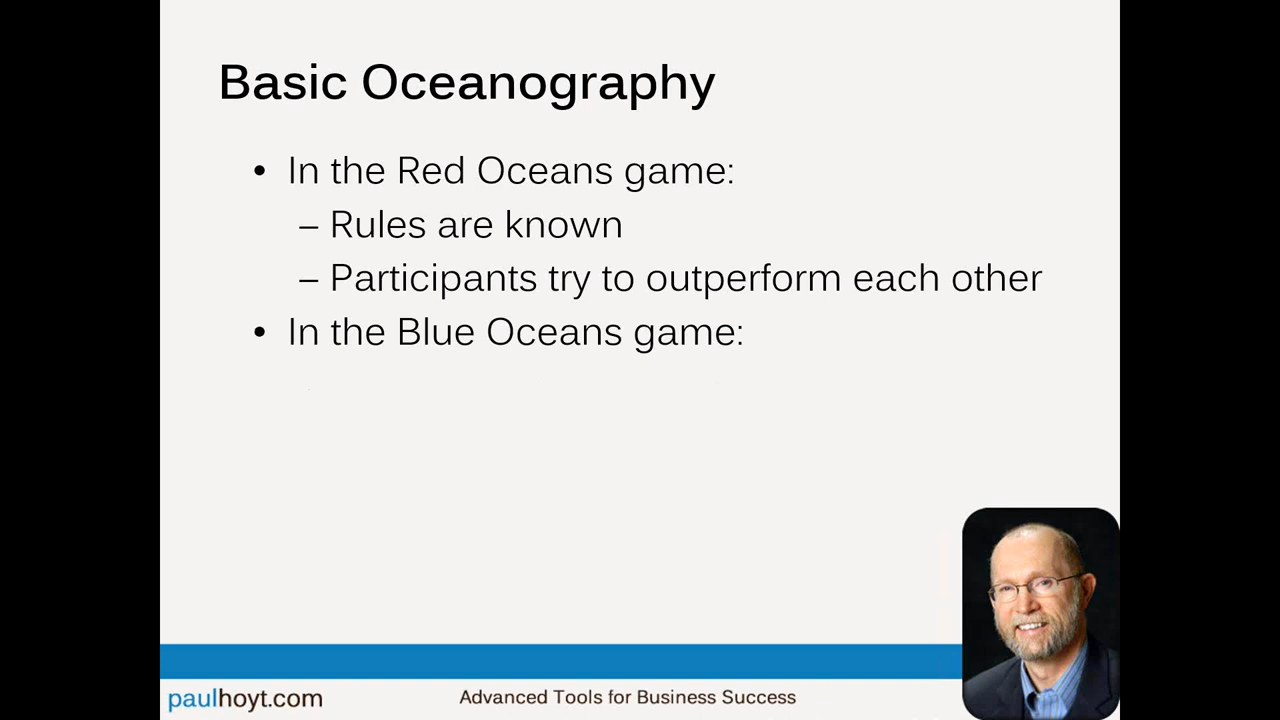 Basic Oceanography
• In the Red Oceans game:
– Rules are known
– Participants try to outperform each other
• In the Blue Oceans game:
paulhoyt.com
Advanced Tools for Business Success